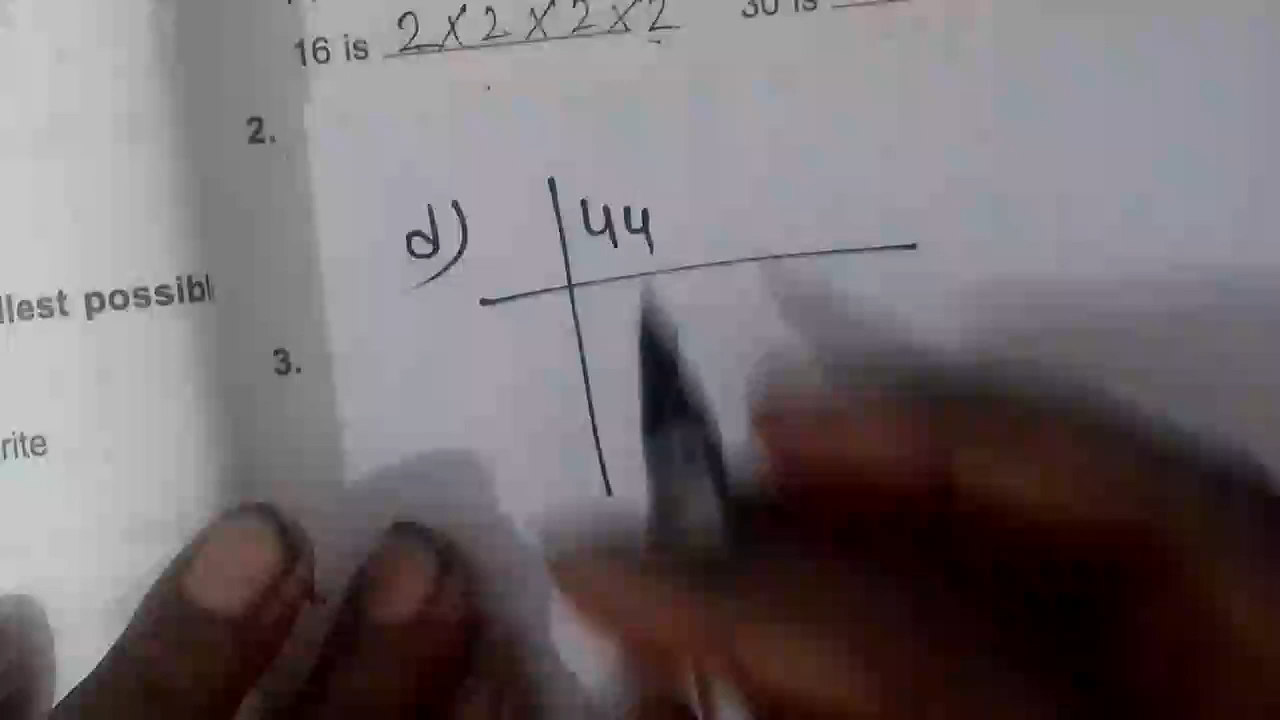 16 is 2 x 2 x 2 x 2 30 is
2.
d) 44
llest possibl
3.
rite